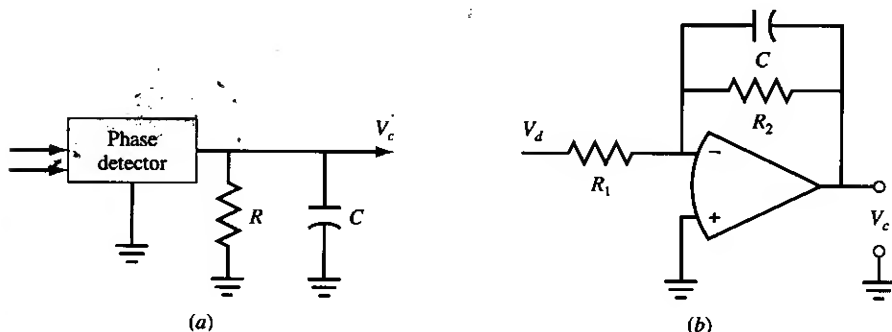 Phase
detector
V_c
R
C
(a)
C
R_2
V_d
R_1
−
+
V_c
(b)